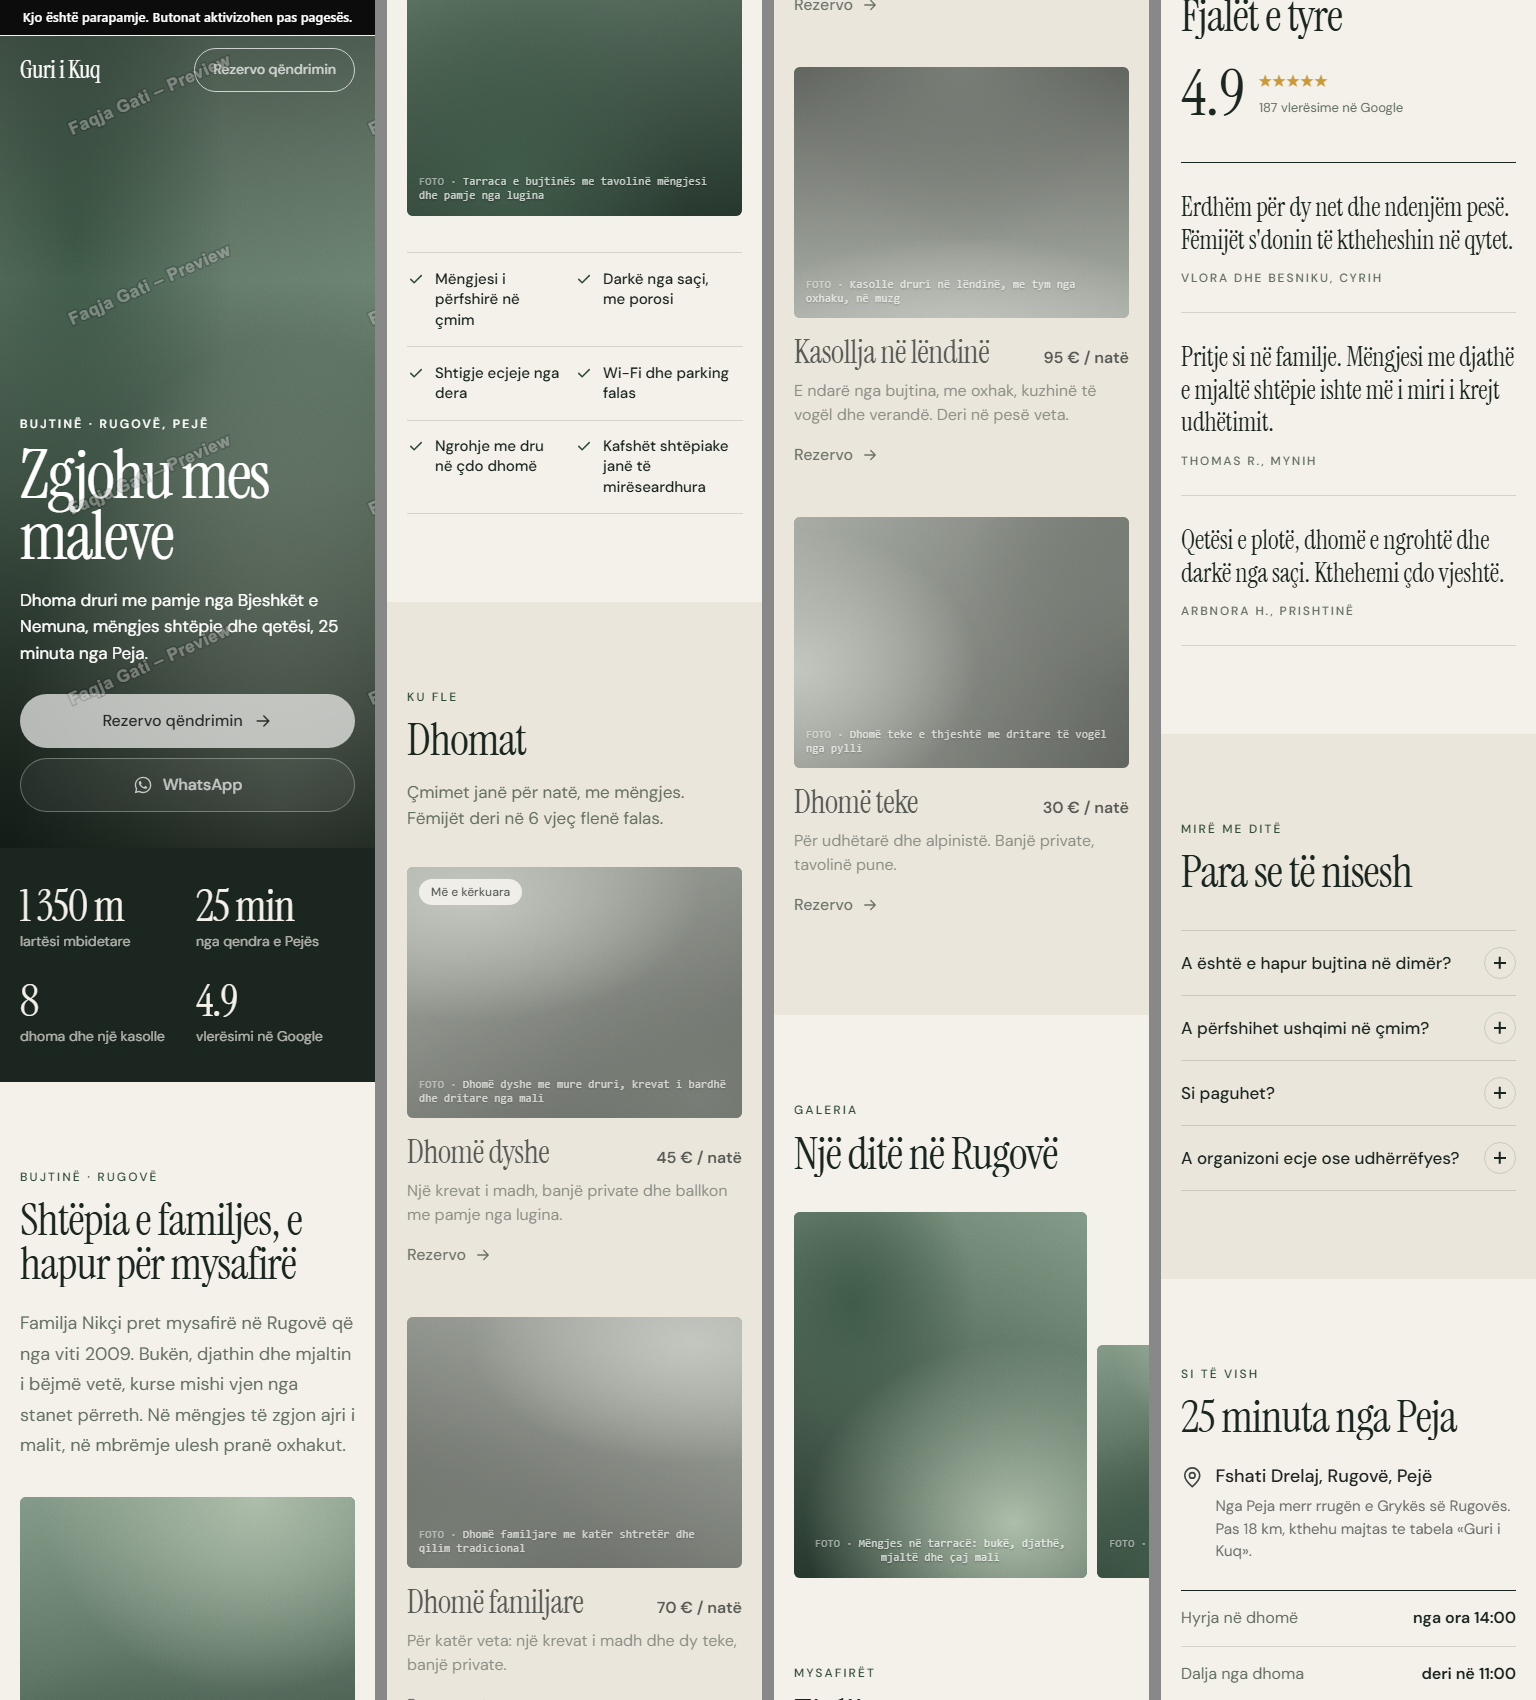 Kjo është parapamje. Butonat aktivizohen pas pagesës.
Guri i Kuq
Rezervo qëndrimin
Faqja Gati – Preview
Faqja Gati – Preview
BUJTINË · RUGOVË, PEJË
Faqja Gati – Preview
Zgjohu mes
maleve
Dhoma druri me pamje nga Bjeshkët e
Nemuna, mëngjes shtëpie dhe qetësi, 25
minuta nga Peja.
Faqja Gati – Preview
Rezervo qëndrimin
WhatsApp
1 350 m
lartësi mbidetare
25 min
nga qendra e Pejës
8
dhoma dhe një kasolle
4.9
vlerësimi në Google
BUJTINË · RUGOVË
Shtëpia e familjes, e
hapur për mysafirë
Familja Nikçi pret mysafirë në Rugovë që
nga viti 2009. Bukën, djathin dhe mjaltin
i bëjmë vetë, kurse mishi vjen nga
stanet përreth. Në mëngjes të zgjon ajri i
malit, në mbrëmje ulesh pranë oxhakut.
FOTO · Tarraca e bujtinës me tavolinë mëngjesi
dhe pamje nga lugina
Mëngjesi i
përfshirë në
çmim
Darkë nga saçi,
me porosi
Shtigje ecjeje nga
dera
Wi-Fi dhe parking
falas
Ngrohje me dru
në çdo dhomë
Kafshët shtëpiake
janë të
mirëseardhura
KU FLE
Dhomat
Çmimet janë për natë, me mëngjes.
Fëmijët deri në 6 vjeç flenë falas.
Më e kërkuara
FOTO · Dhomë dyshe me mure druri, krevat i bardhë
dhe dritare nga mali
Dhomë dyshe
45 € / natë
Një krevat i madh, banjë private dhe ballkon
me pamje nga lugina.
Rezervo
FOTO · Dhomë familjare me katër shtretër dhe
qilim tradicional
Dhomë familjare
70 € / natë
Për katër veta: një krevat i madh dhe dy teke,
banjë private.
Rezervo
FOTO · Kasolle druri në lëndinë, me tym nga
oxhaku, në muzg
Kasollja në lëndinë
95 € / natë
E ndarë nga bujtina, me oxhak, kuzhinë të
vogël dhe verandë. Deri në pesë veta.
Rezervo
FOTO · Dhomë teke e thjeshtë me dritare të vogël
nga pylli
Dhomë teke
30 € / natë
Për udhëtarë dhe alpinistë. Banjë private,
tavolinë pune.
Rezervo
GALERIA
Një ditë në Rugovë
FOTO · Mëngjes në tarracë: bukë, djathë,
mjaltë dhe çaj mali
FOTO ·
MYSAFIRËT
Fjalët e tyre
4.9
★★★★★
187 vlerësime në Google
Erdhëm për dy net dhe ndenjëm pesë.
Fëmijët s'donin të ktheheshin në qytet.
VLORA DHE BESNIKU, CYRIH
Pritje si në familje. Mëngjesi me djathë
e mjaltë shtëpie ishte më i miri i krejt
udhëtimit.
THOMAS R., MYNIH
Qetësi e plotë, dhomë e ngrohtë dhe
darkë nga saçi. Kthehemi çdo vjeshtë.
ARBNORA H., PRISHTINË
MIRË ME DITË
Para se të nisesh
A është e hapur bujtina në dimër?
A përfshihet ushqimi në çmim?
Si paguhet?
A organizoni ecje ose udhërrëfyes?
SI TË VISH
25 minuta nga Peja
Fshati Drelaj, Rugovë, Pejë
Nga Peja merr rrugën e Grykës së Rugovës.
Pas 18 km, kthehu majtas te tabela «Guri i
Kuq».
Hyrja në dhomë
nga ora 14:00
Dalja nga dhoma
deri në 11:00